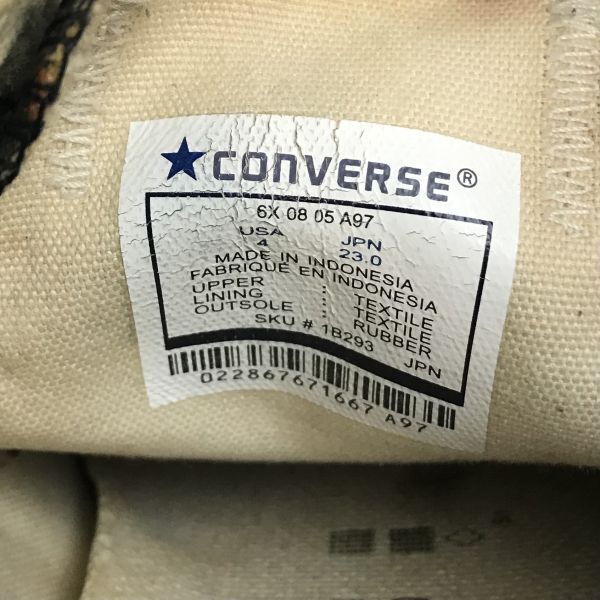 ★CONVERSE®
6X 08 05 A97
USA JPN
4 23.0
MADE IN INDONESIA
FABRIQUE EN INDONESIA
UPPER : TEXTILE
LINING : TEXTILE
OUTSOLE : RUBBER
SKU # 1B293 JPN
022867671667 A97